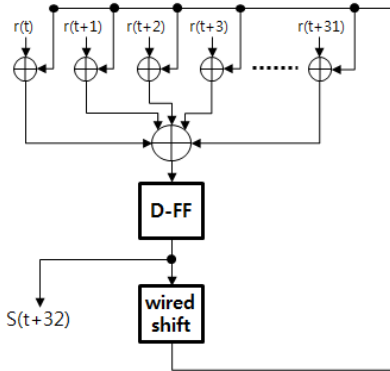 r(t) r(t+1) r(t+2) r(t+3) r(t+31)
D-FF
S(t+32)
wired
shift